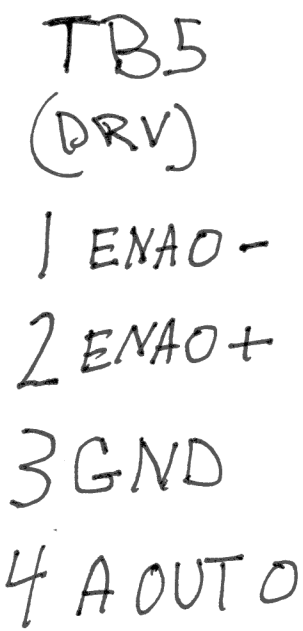 TB5
(DRV)
1 ENAO-
2 ENAO+
3 GND
4 AOUTO